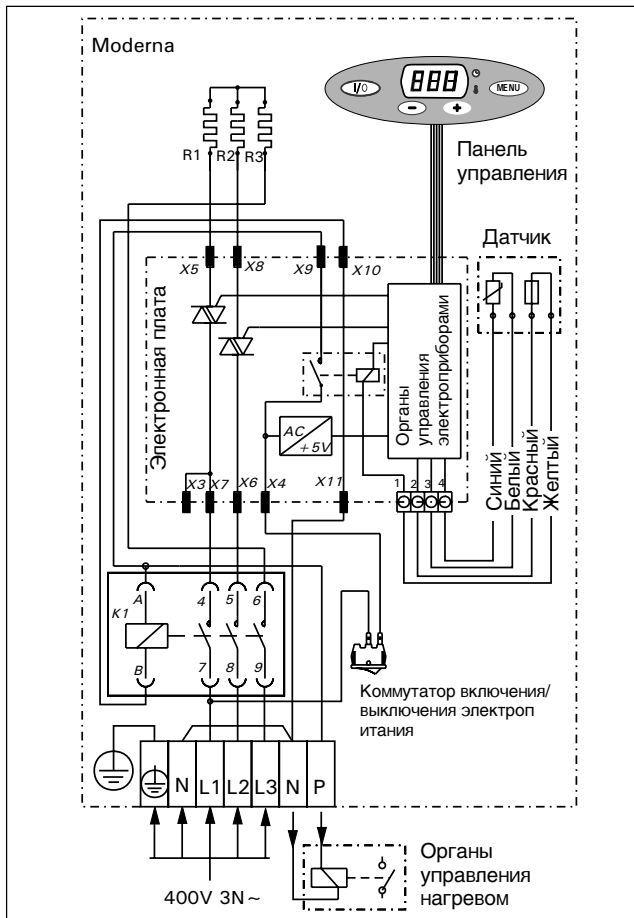 Moderna
I/O
888
MENU
− +
Панель
управления
R1 R2 R3
Датчик
X5 X8 X9 X10
Электронная плата
Органы
управления
электроприборами
AC
+5V
Синий
Белый
Красный
Желтый
X3 X7 X6 X4 X11
1 2 3 4
A 4 5 6
K1
B 7 8 9
Коммутатор включения/
выключения электроп
итания
N L1 L2 L3 N P
400V 3N~
Органы
управления
нагревом